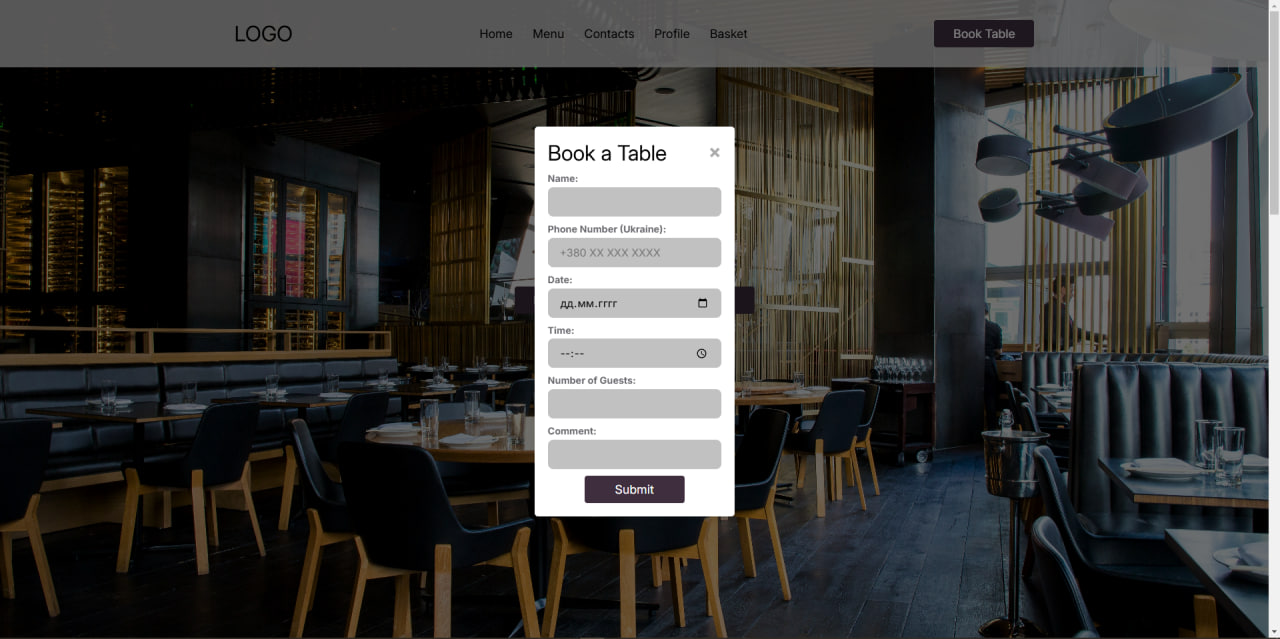 LOGO
Home Menu Contacts Profile Basket
Book Table
Book a Table ×
Name:
Phone Number (Ukraine):
+380 XX XXX XXXX
Date:
дд.мм.гггг
Time:
--:--
Number of Guests:
Comment:
Submit